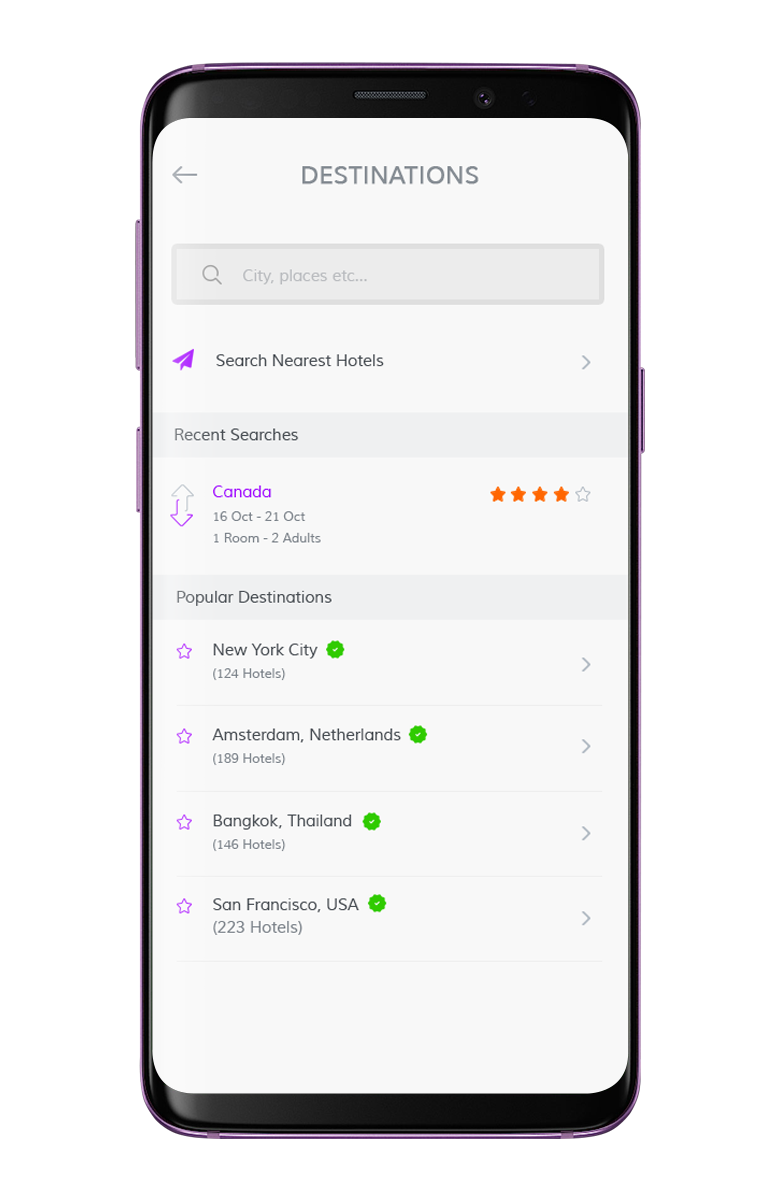 DESTINATIONS
City, places etc...
Search Nearest Hotels
Recent Searches
Canada
16 Oct - 21 Oct
1 Room - 2 Adults
Popular Destinations
New York City
(124 Hotels)
Amsterdam, Netherlands
(189 Hotels)
Bangkok, Thailand
(146 Hotels)
San Francisco, USA
(223 Hotels)